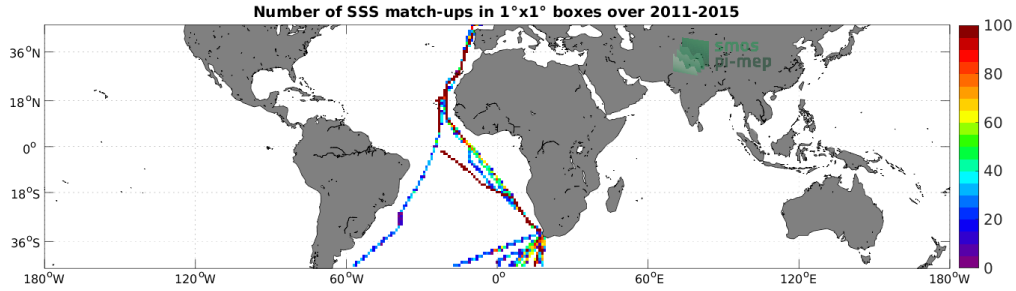 Number of SSS match-ups in 1°x1° boxes over 2011-2015
smos
pi-mep
36°N
18°N
0°
18°S
36°S
180°W
120°W
60°W
0°
60°E
120°E
180°W
100
80
60
40
20
0